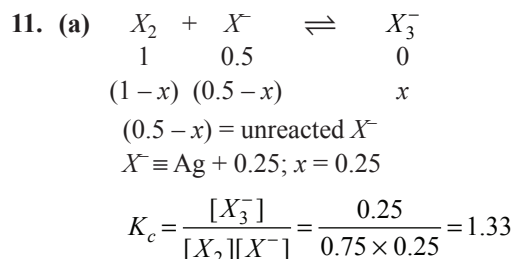 11. (a) X₂ + X⁻ ⇌ X₃⁻
1 0.5 0
(1 – x) (0.5 – x) x
(0.5 – x) = unreacted X⁻
X⁻ ≡ Ag + 0.25; x = 0.25
K_c = [X₃⁻] / [X₂][X⁻] = 0.25 / 0.75 × 0.25 = 1.33